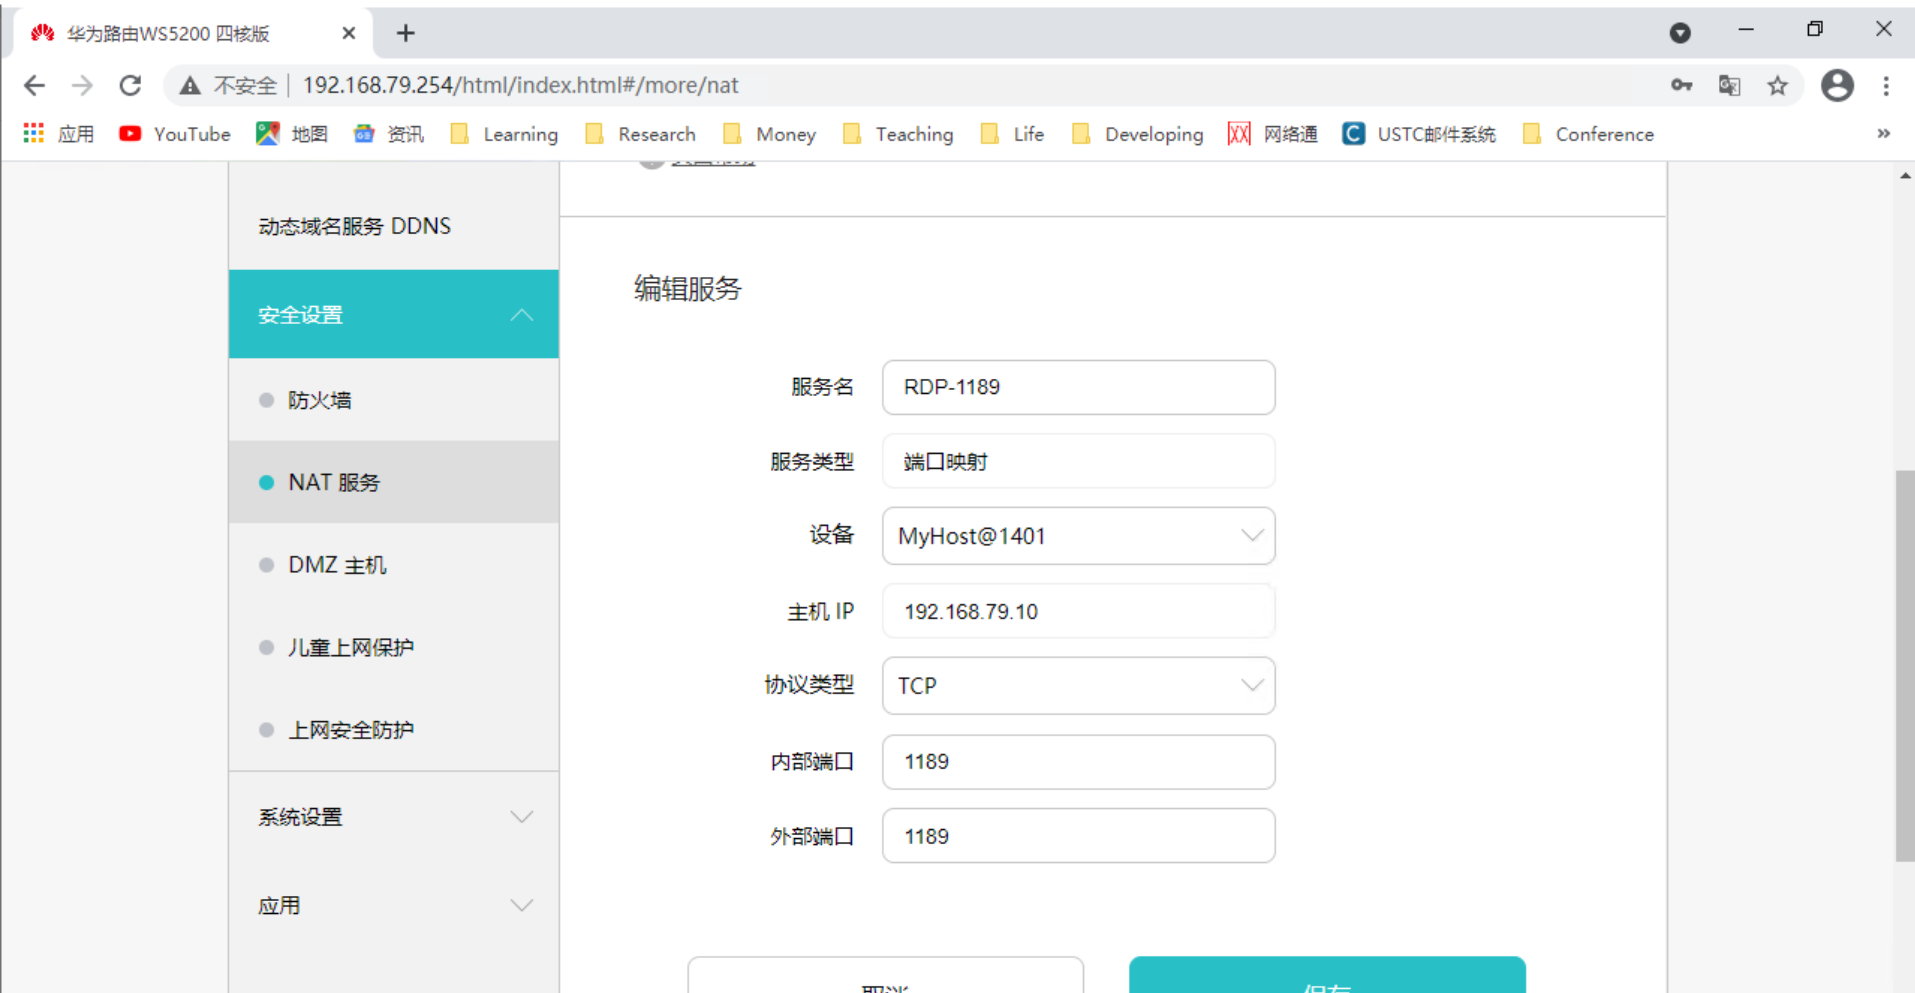 华为路由WS5200 四核版
不安全 192.168.79.254/html/index.html#/more/nat
应用 YouTube 地图 资讯 Learning Research Money Teaching Life Developing 网络通 USTC邮件系统 Conference »
动态域名服务 DDNS
安全设置
防火墙
NAT 服务
DMZ 主机
儿童上网保护
上网安全防护
系统设置
应用
编辑服务
服务名 RDP-1189
服务类型 端口映射
设备 MyHost@1401
主机 IP 192.168.79.10
协议类型 TCP
内部端口 1189
外部端口 1189
取消 保存